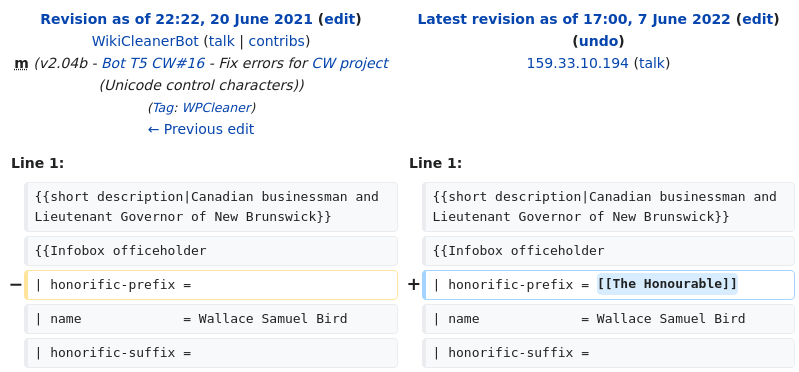 Revision as of 22:22, 20 June 2021 (edit)
WikiCleanerBot (talk | contribs)
m (v2.04b - Bot T5 CW#16 - Fix errors for CW project
(Unicode control characters))
(Tag: WPCleaner)
← Previous edit
Latest revision as of 17:00, 7 June 2022 (edit)
(undo)
159.33.10.194 (talk)
Line 1:
Line 1:
{{short description|Canadian businessman and
Lieutenant Governor of New Brunswick}}
{{short description|Canadian businessman and
Lieutenant Governor of New Brunswick}}
{{Infobox officeholder
{{Infobox officeholder
− | honorific-prefix =
+ | honorific-prefix = [[The Honourable]]
| name             = Wallace Samuel Bird
| name             = Wallace Samuel Bird
| honorific-suffix =
| honorific-suffix =